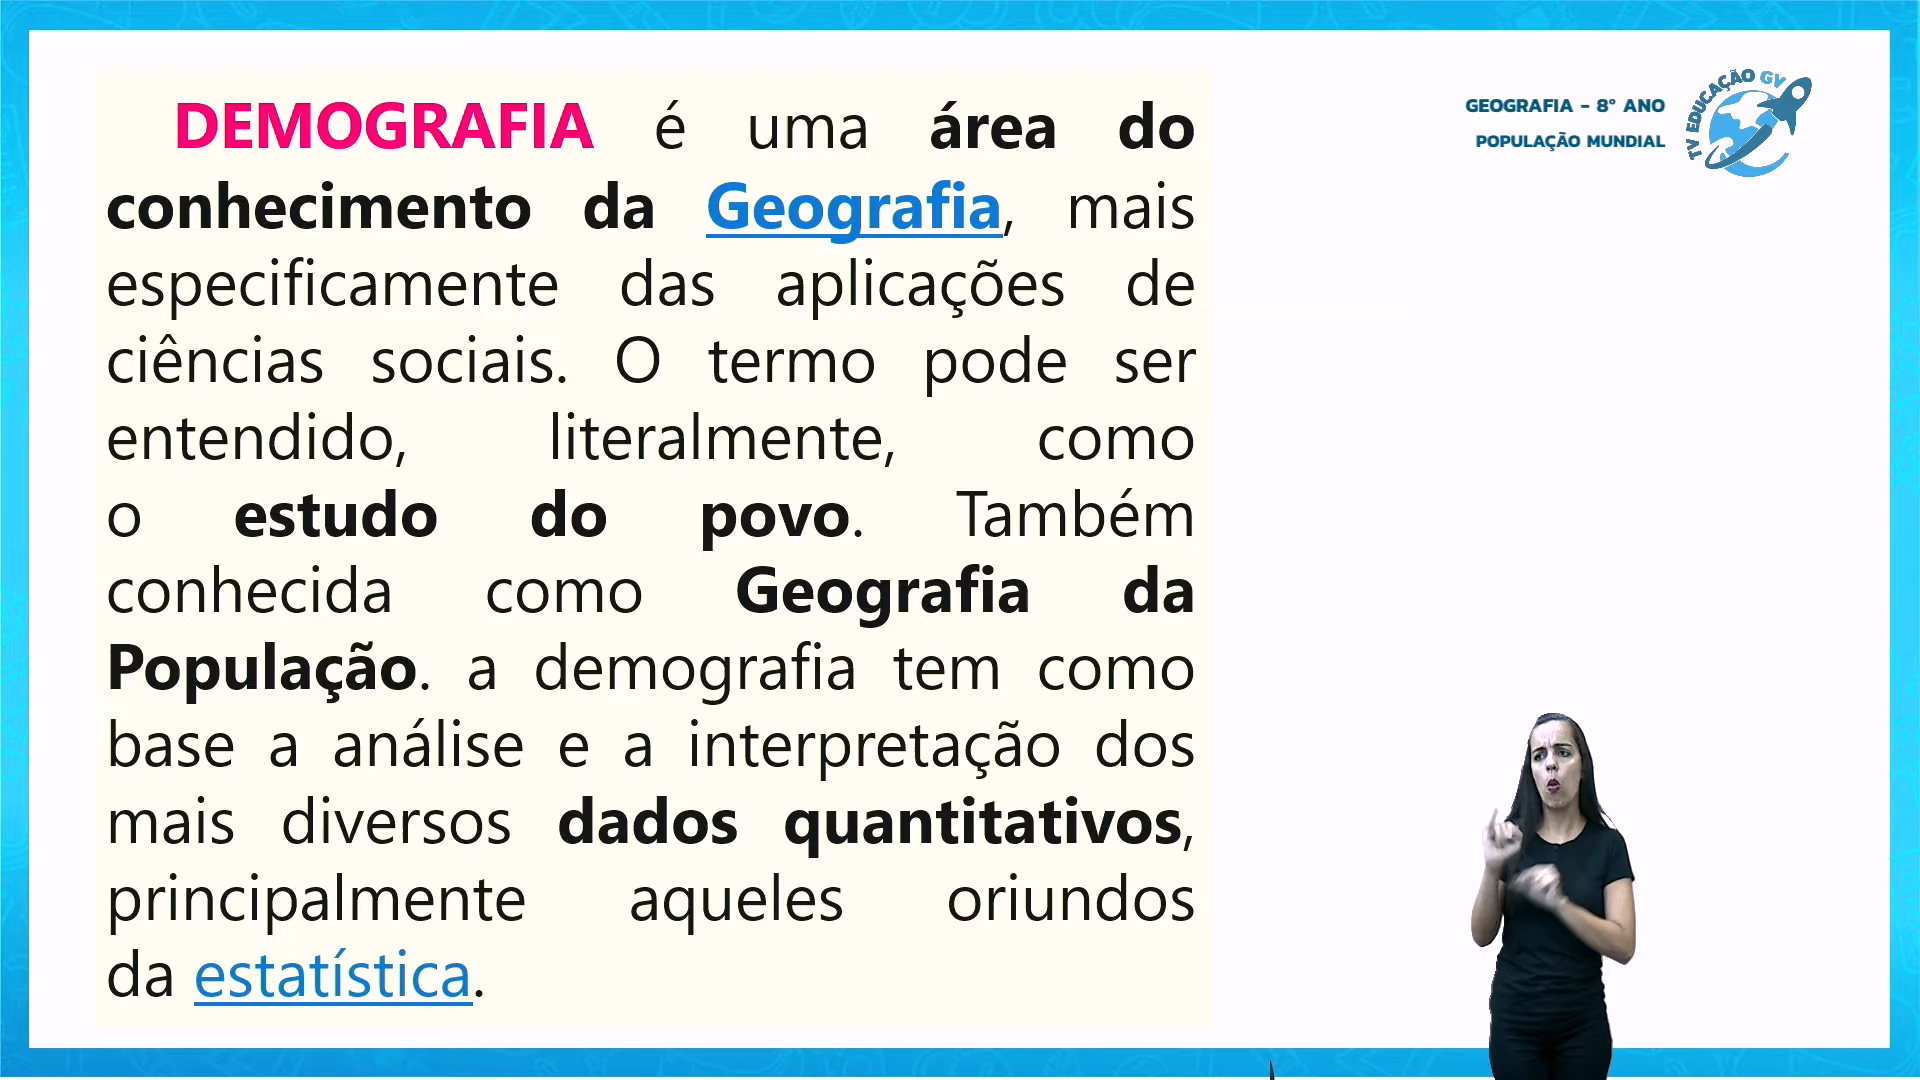 DEMOGRAFIA é uma área do
conhecimento da Geografia, mais
especificamente das aplicações de
ciências sociais. O termo pode ser
entendido, literalmente, como
o estudo do povo. Também
conhecida como Geografia da
População. a demografia tem como
base a análise e a interpretação dos
mais diversos dados quantitativos,
principalmente aqueles oriundos
da estatística.
GEOGRAFIA - 8° ANO
POPULAÇÃO MUNDIAL
TV EDUCAÇÃO GV